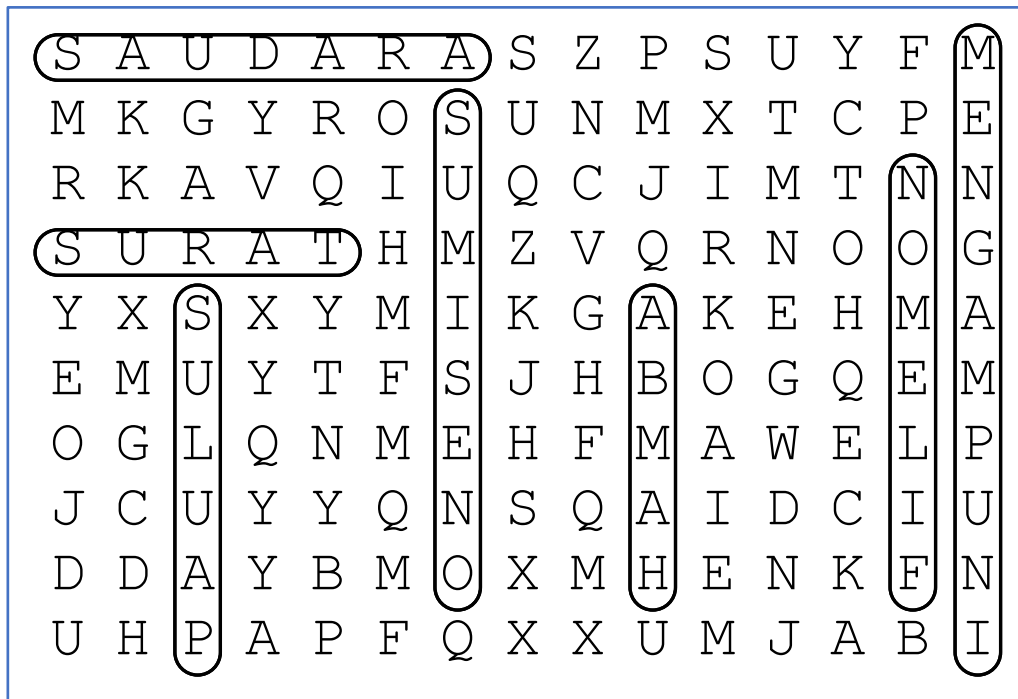 S A U D A R A S Z P S U Y F M
M K G Y R O S U N M X T C P E
R K A V Q I U Q C J I M T N N
S U R A T H M Z V Q R N O O G
Y X S X Y M I K G A K E H M A
E M U Y T F S J H B O G Q E M
O G L Q N M E H F M A W E L P
J C U Y Y Q N S Q A I D C I U
D D A Y B M O X M H E N K F N
U H P A P F Q X X U M J A B I